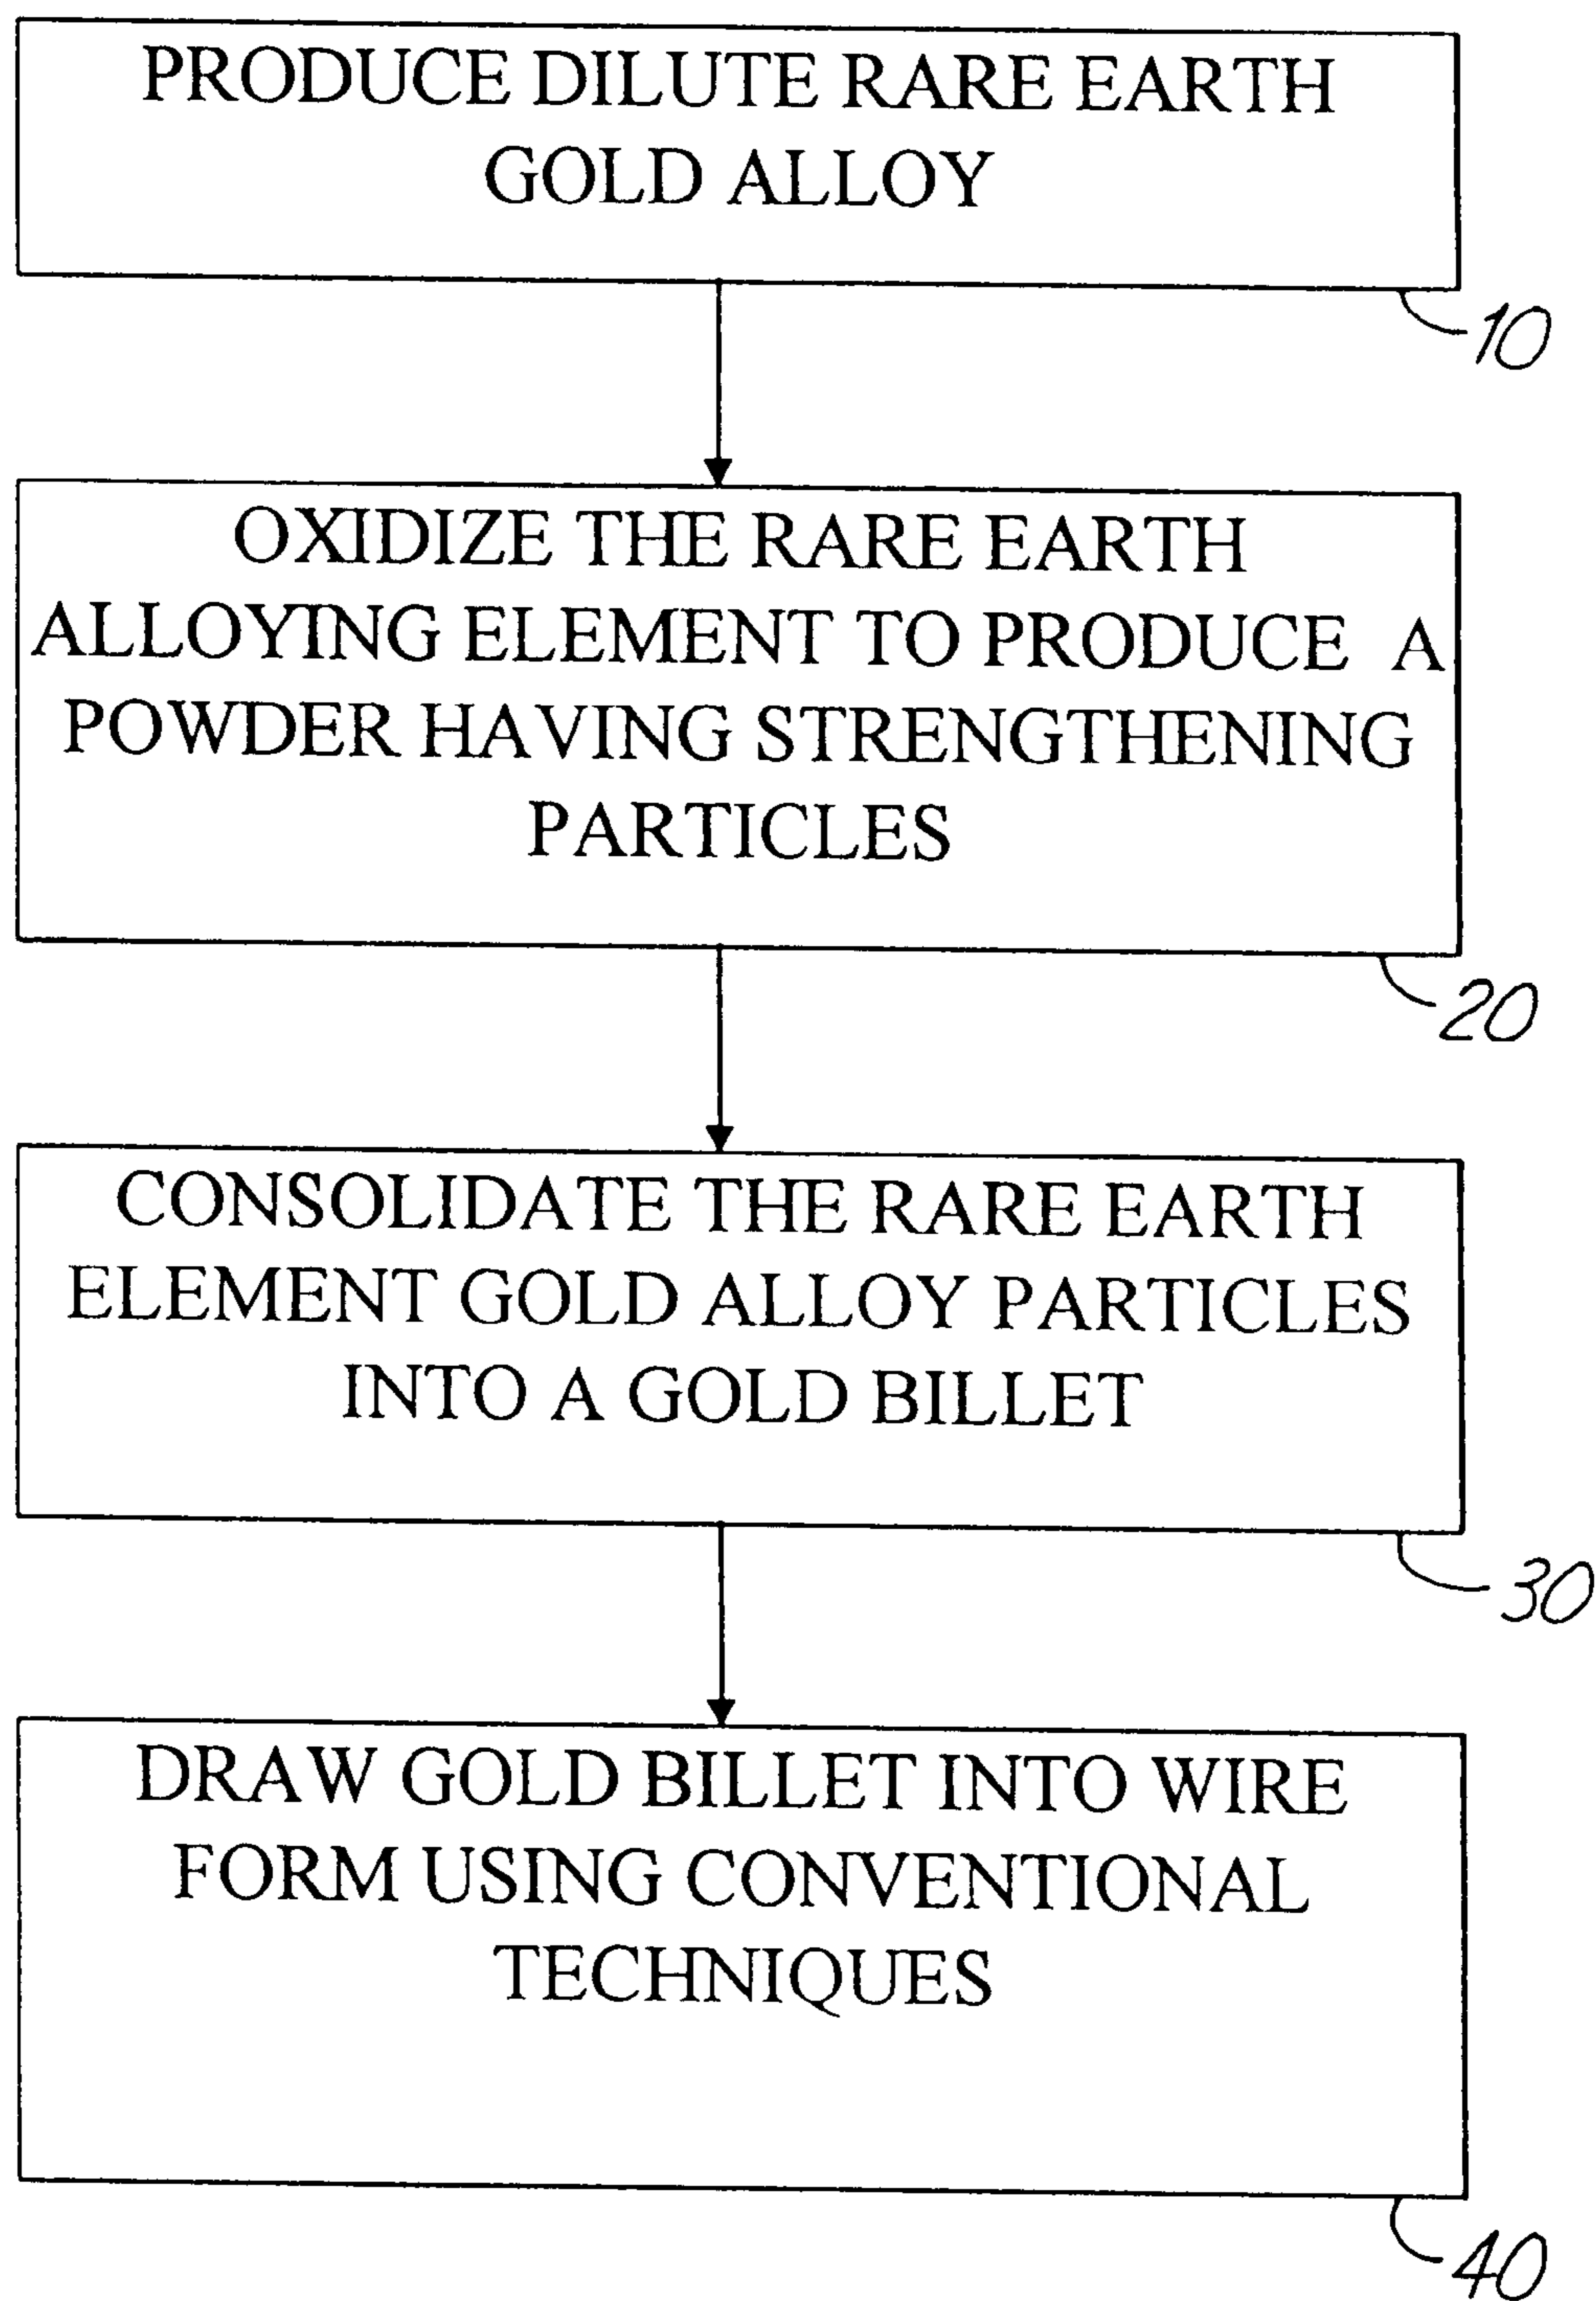 PRODUCE DILUTE RARE EARTH
GOLD ALLOY
10
OXIDIZE THE RARE EARTH
ALLOYING ELEMENT TO PRODUCE A
POWDER HAVING STRENGTHENING
PARTICLES
20
CONSOLIDATE THE RARE EARTH
ELEMENT GOLD ALLOY PARTICLES
INTO A GOLD BILLET
30
DRAW GOLD BILLET INTO WIRE
FORM USING CONVENTIONAL
TECHNIQUES
40